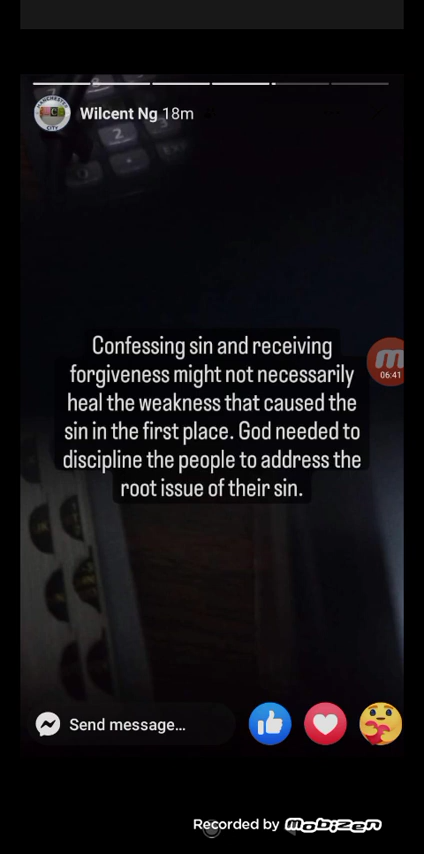 Wilcent Ng 18m
2
Confessing sin and receiving
forgiveness might not necessarily
heal the weakness that caused the
sin in the first place. God needed to
discipline the people to address the
root issue of their sin.
06:41
Send message...
Recorded by mobizen